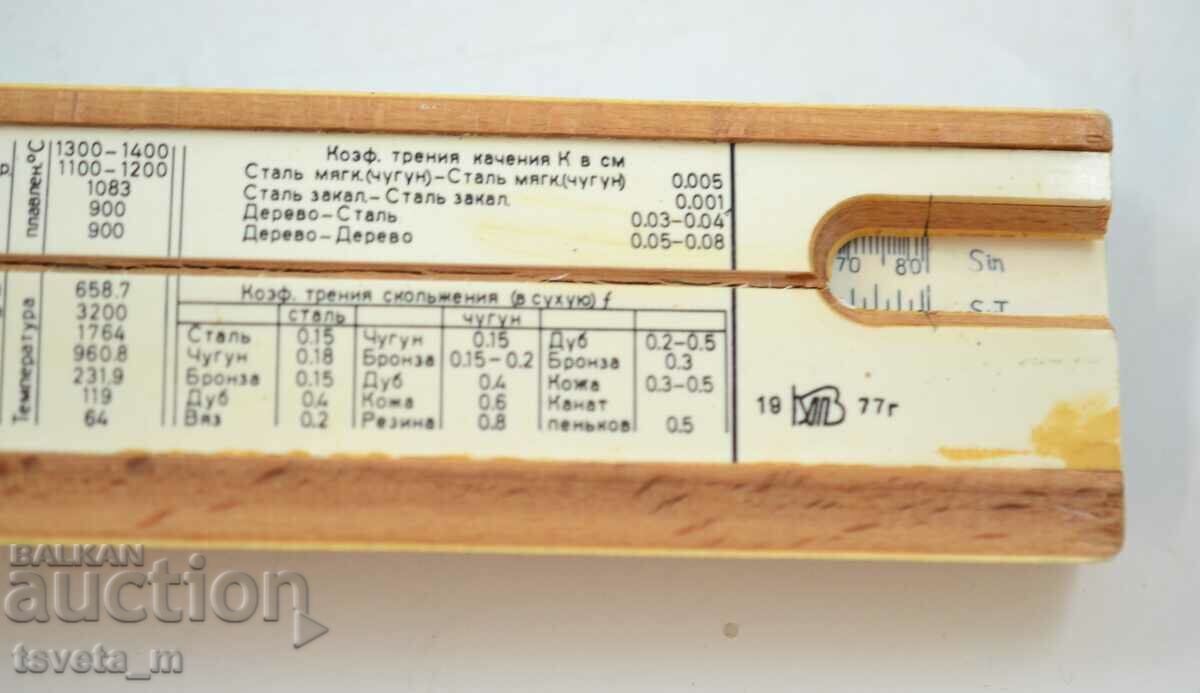 плавлен.°C
1300-1400
1100-1200
1083
900
900
Коэф. трения качения К в см
Сталь мягк.(чугун)-Сталь мягк.(чугун) 0.005
Сталь закал.-Сталь закал. 0.001
Дерево-Сталь 0.03-0.04
Дерево-Дерево 0.05-0.08
70 80 Sin
S.T
Температура
658.7
3200
1764
960.8
231.9
119
64
Коэф. трения скольжения (в сухую) f
сталь чугун
Сталь 0.15 Чугун 0.15 Дуб 0.2-0.5
Чугун 0.18 Бронза 0.15-0.2 Бронза 0.3
Бронза 0.15 Дуб 0.4 Кожа 0.3-0.5
Дуб 0.4 Кожа 0.6 Канат
Вяз 0.2 Резина 0.8 пеньков. 0.5
19 77г
BALKAN
auction
tsveta_m